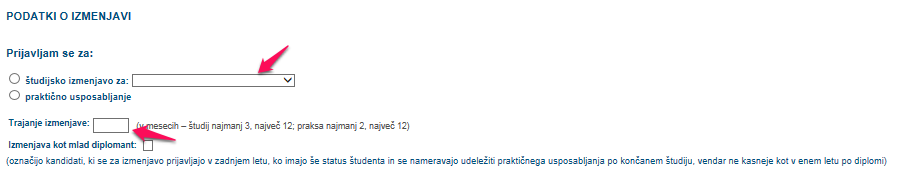 PODATKI O IZMENJAVI
Prijavljam se za:
študijsko izmenjavo za:
praktično usposabljanje
Trajanje izmenjave: (v mesecih – študij najmanj 3, največ 12; praksa najmanj 2, največ 12)
Izmenjava kot mlad diplomant:
(označijo kandidati, ki se za izmenjavo prijavljajo v zadnjem letu, ko imajo še status študenta in se nameravajo udeležiti praktičnega usposabljanja po končanem študiju, vendar ne kasneje kot v enem letu po diplomi)